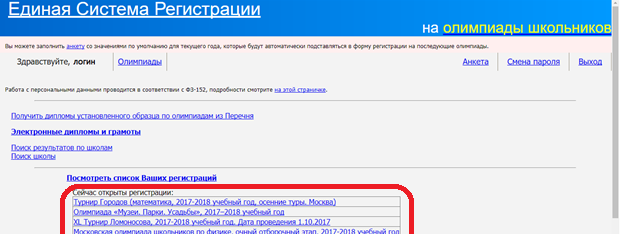 Единая Система Регистрации
на олимпиады школьников
Вы можете заполнить анкету со значениями по умолчанию для текущего года, которые будут автоматически подставляться в форму регистрации на последующие олимпиады.
Здравствуйте, логин Олимпиады Анкета Смена пароля Выход
Работа с персональными данными проводится в соответствии с ФЗ-152, подробности смотрите на этой страничке.
Получить дипломы установленного образца по олимпиадам из Перечня
Электронные дипломы и грамоты
Поиск результатов по школам
Поиск школы
Посмотреть список Ваших регистраций
Сейчас открыты регистрации:
Турнир Городов (математика, 2017-2018 учебный год, осенние туры. Москва)
Олимпиада «Музеи. Парки. Усадьбы», 2017–2018 учебный год
XL Турнир Ломоносова, 2017-2018 учебный год. Дата проведения 1.10.2017
Московская олимпиада школьников по физике, очный отборочный этап, 2017-2018 учебный год